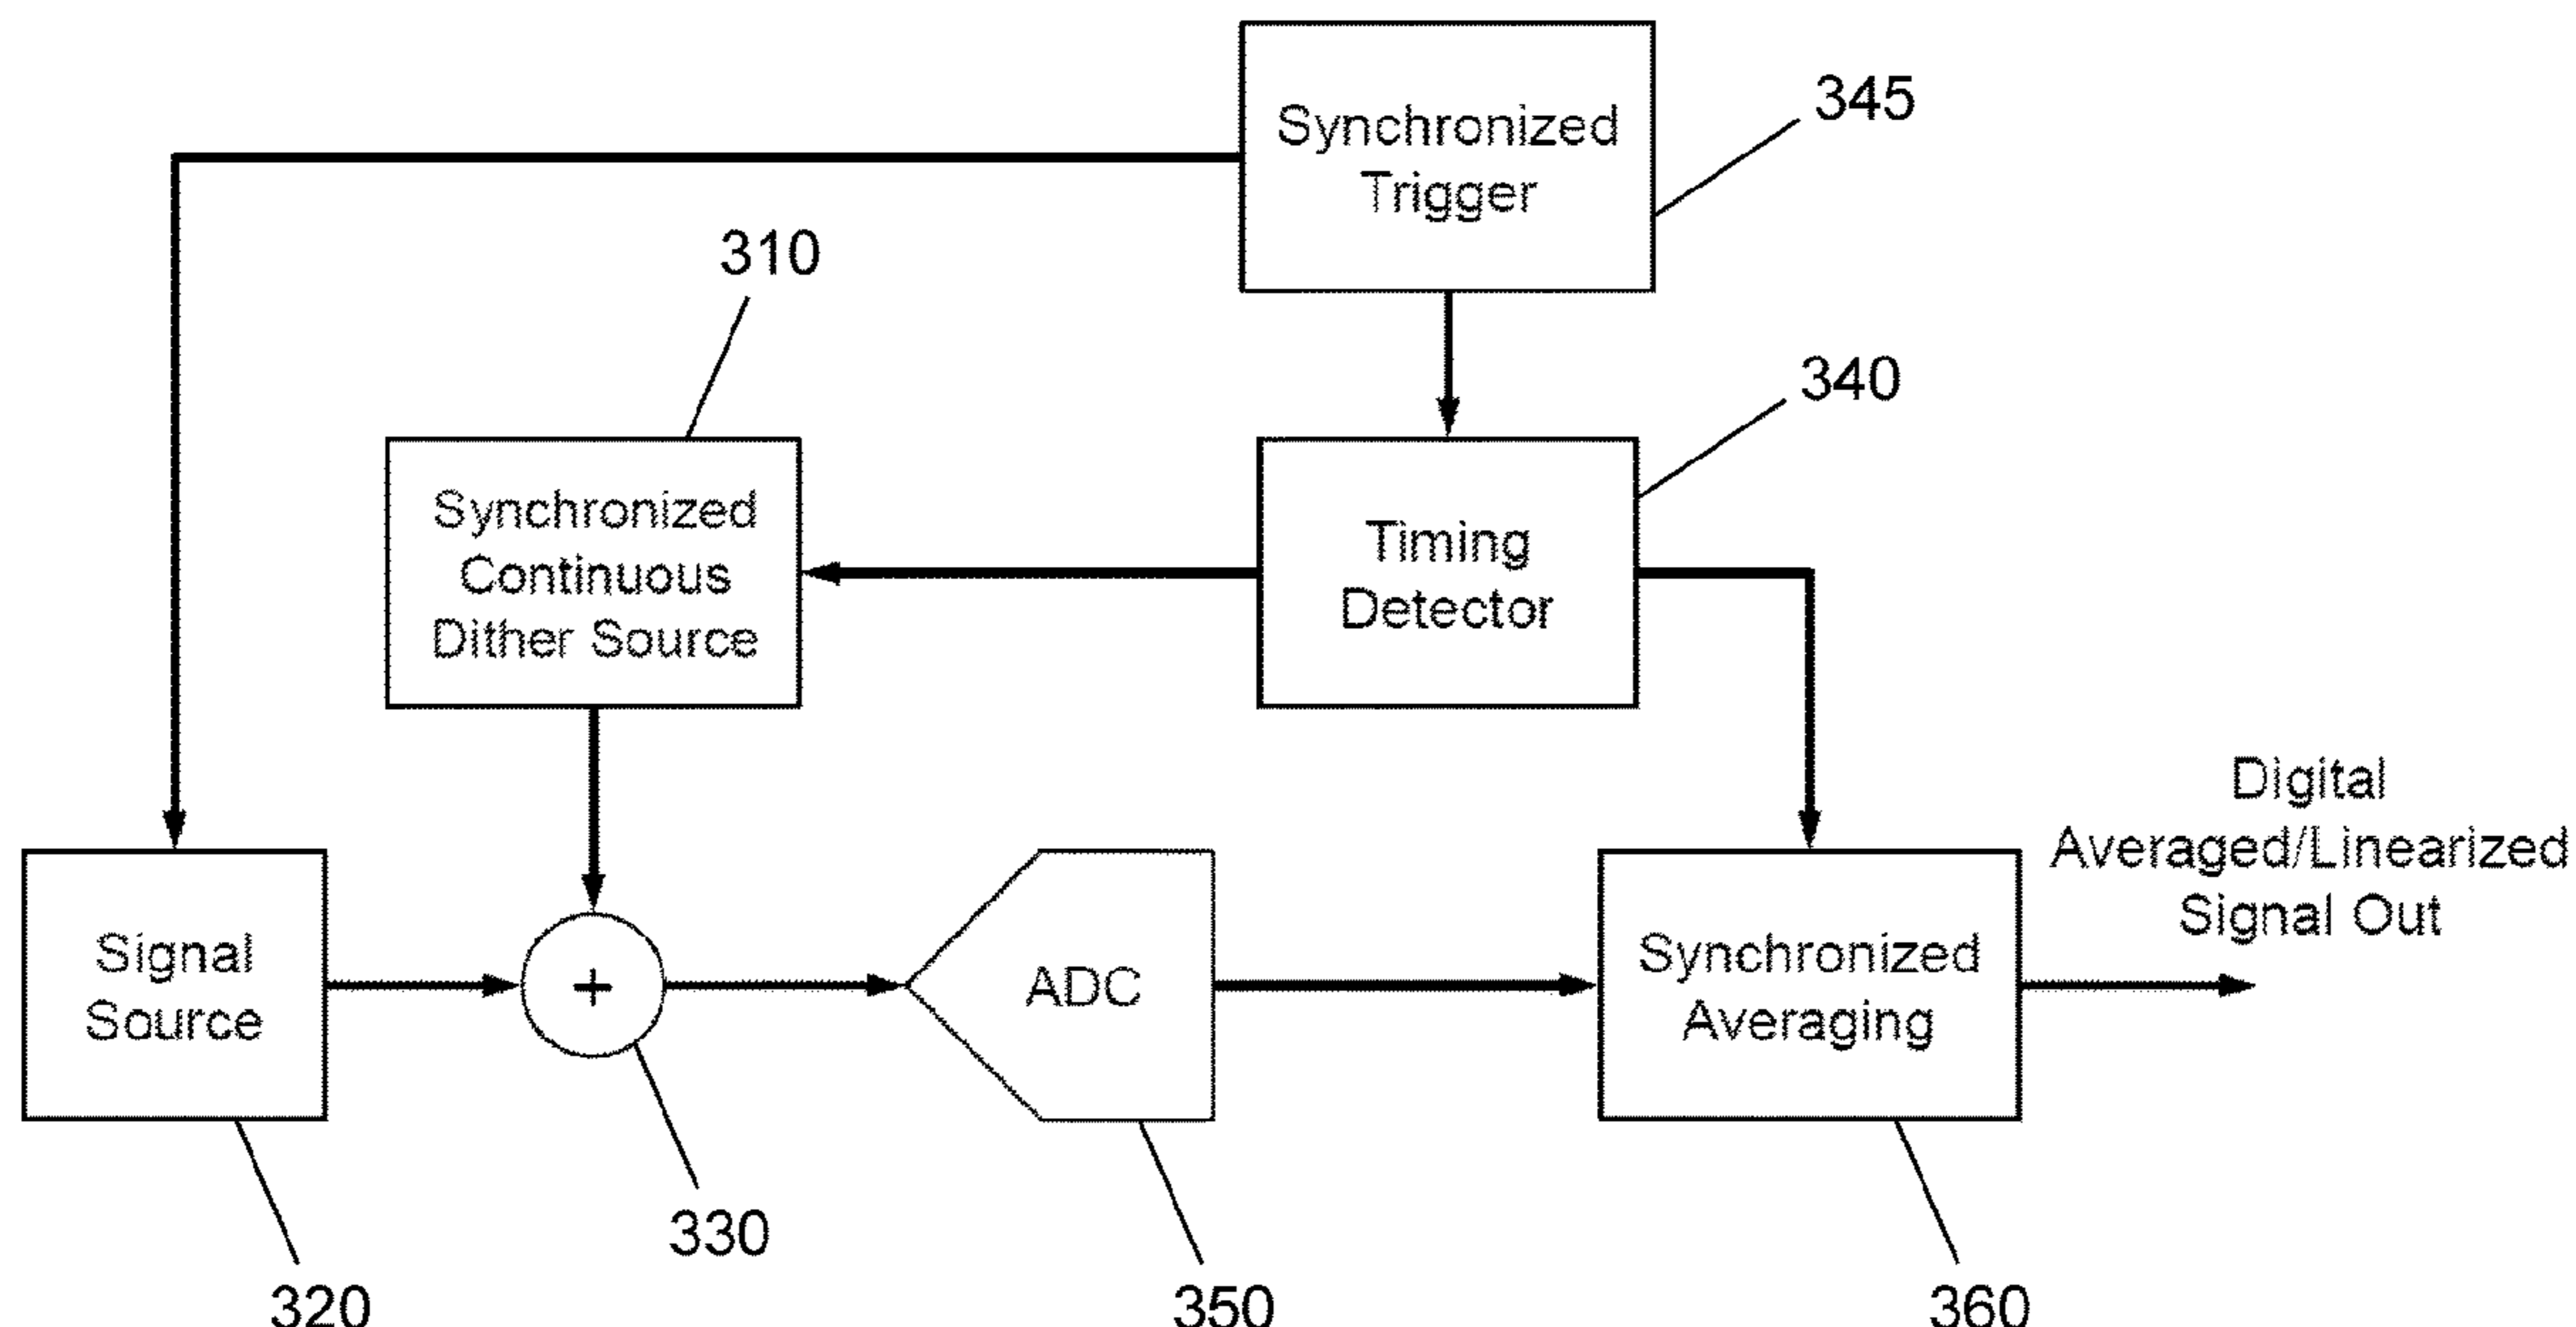 Synchronized
Trigger
345
310
340
Synchronized
Continuous
Dither Source
Timing
Detector
Digital
Averaged/Linearized
Signal Out
Signal
Source
+
ADC
Synchronized
Averaging
330
320
350
360